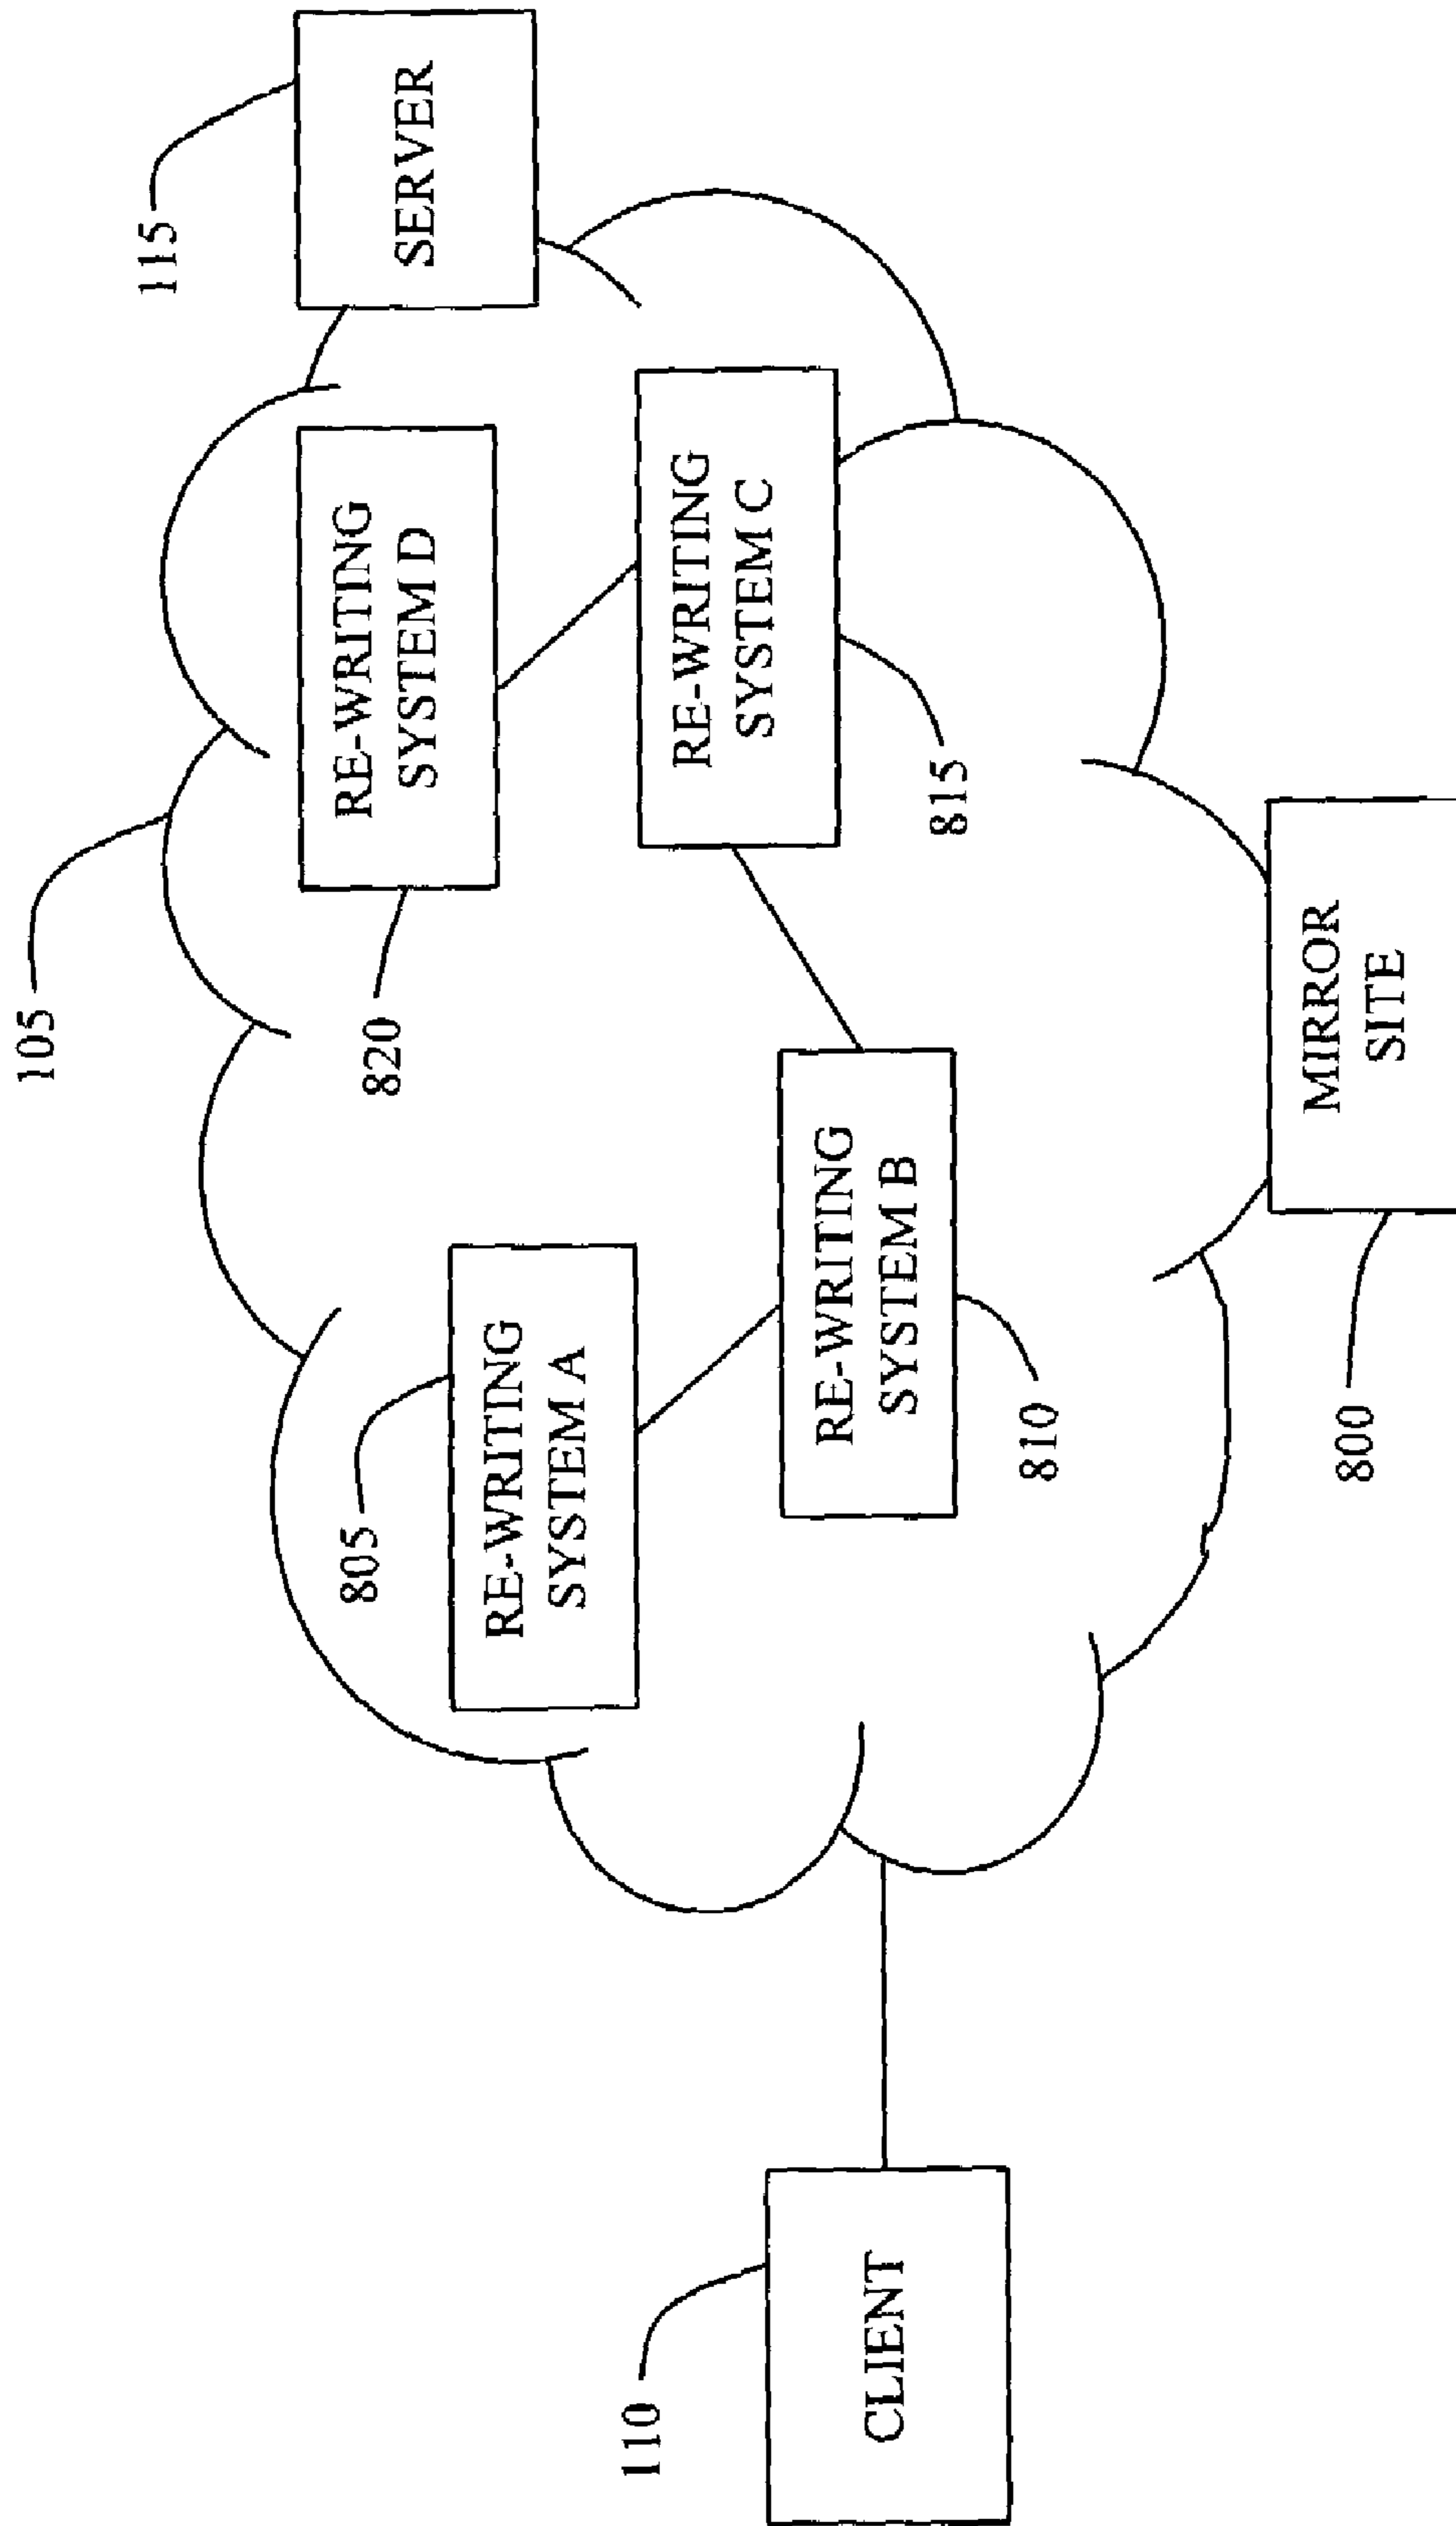 105
115
SERVER
RE-WRITING
SYSTEM D
820
RE-WRITING
SYSTEM C
815
805
RE-WRITING
SYSTEM A
RE-WRITING
SYSTEM B
810
110
CLIENT
MIRROR
SITE
800